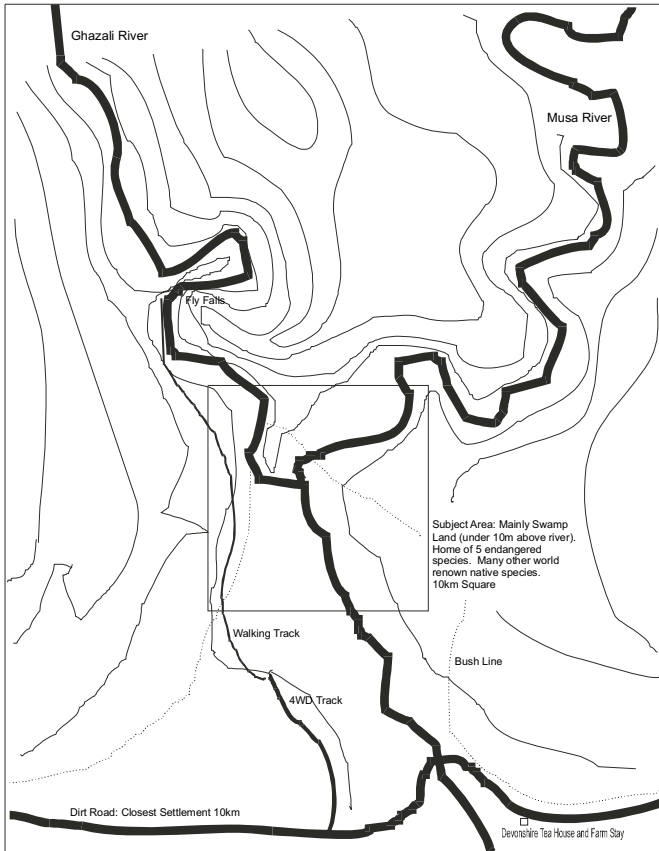 Ghazali River
Musa River
Fly Falls
Subject Area: Mainly Swamp
Land (under 10m above river).
Home of 5 endangered
species. Many other world
renown native species.
10km Square
Walking Track
Bush Line
4WD Track
Dirt Road: Closest Settlement 10km
Devonshire Tea House and Farm Stay